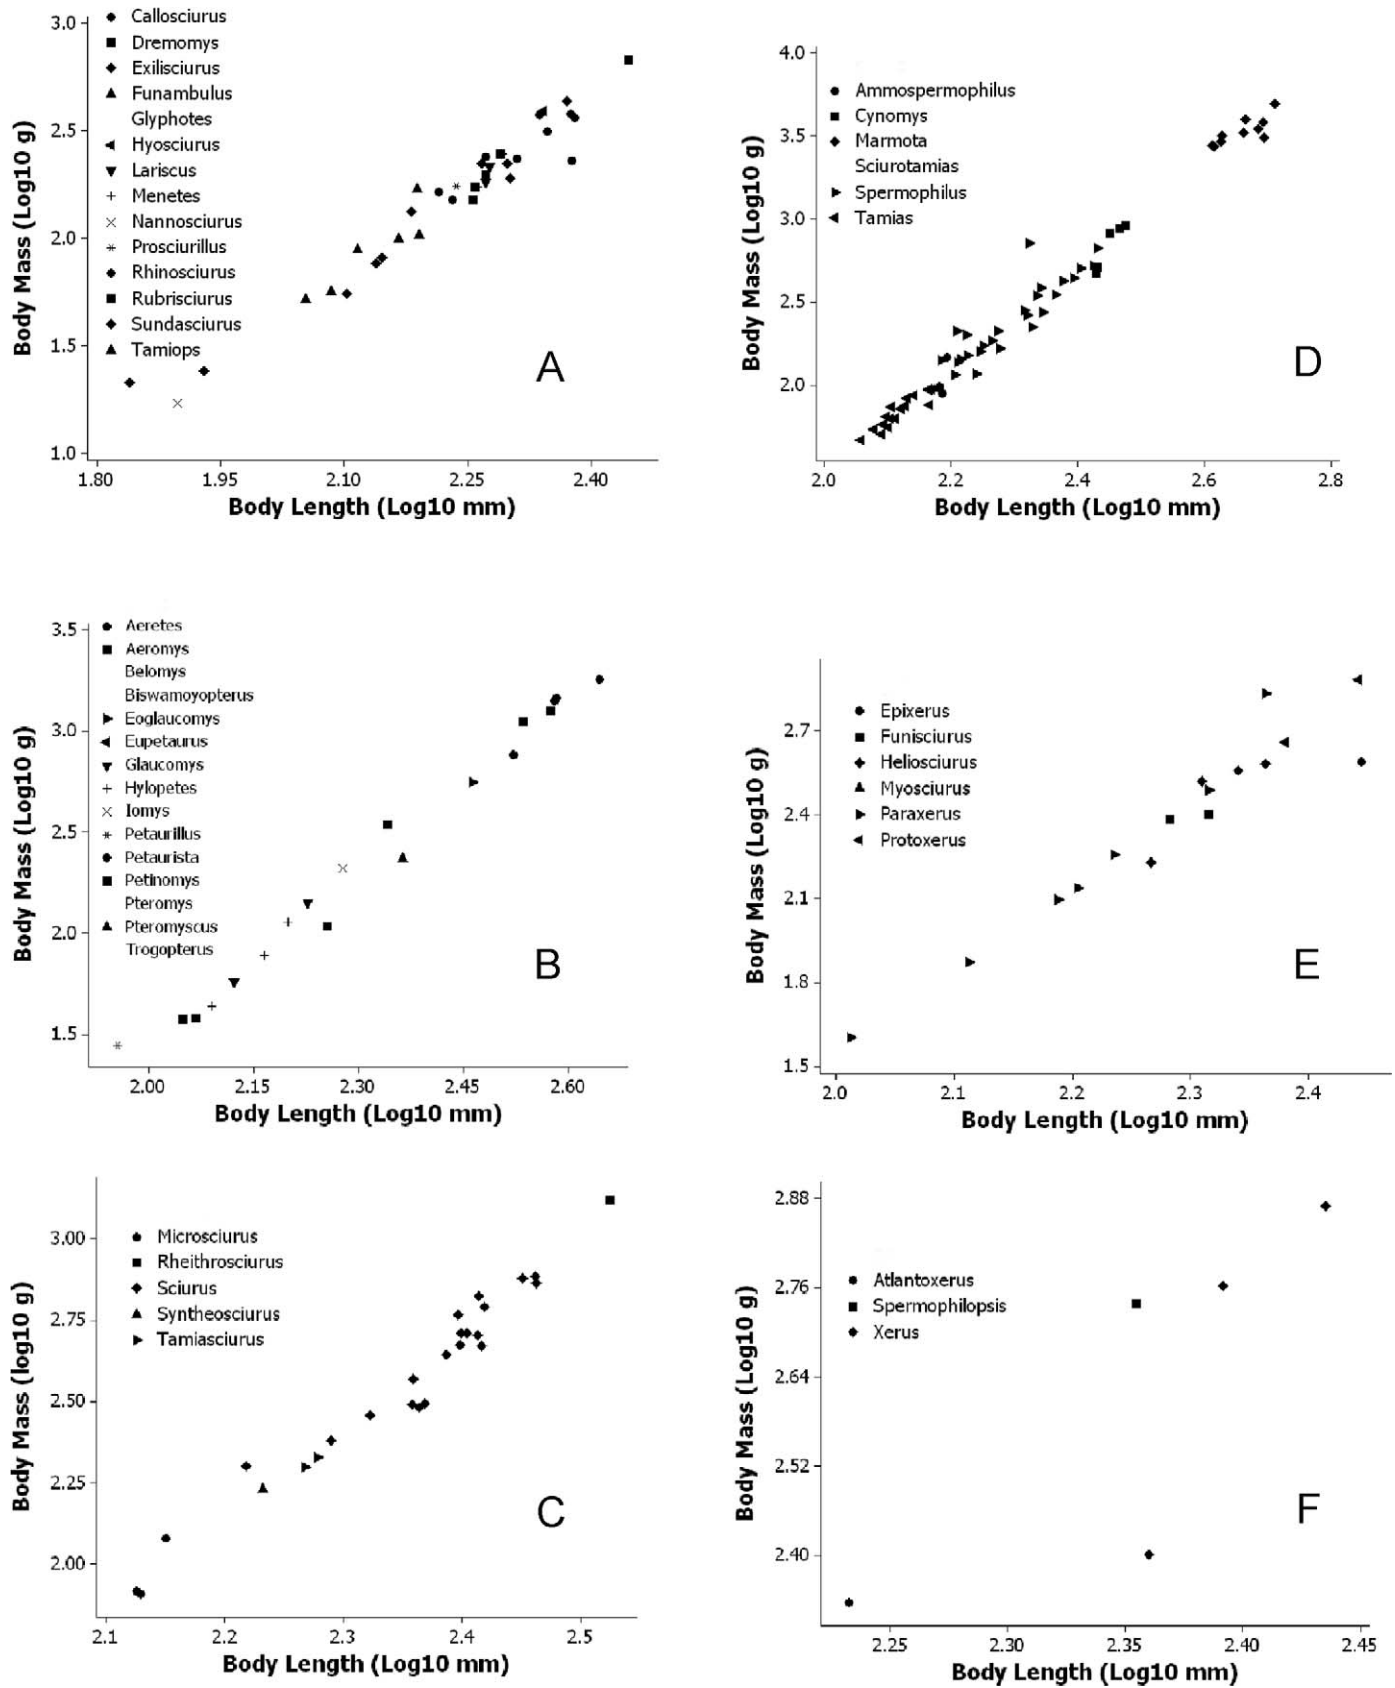 3.0
2.5
2.0
1.5
1.0
Body Mass (Log10 g)
Callosciurus
Dremomys
Exilisciurus
Funambulus
Glyphotes
Hyosciurus
Lariscus
Menetes
Nannosciurus
Prosciurillus
Rhinosciurus
Rubrisciurus
Sundasciurus
Tamiops
A
1.80 1.95 2.10 2.25 2.40
Body Length (Log10 mm)
4.0
3.5
3.0
2.5
2.0
Body Mass (Log10 g)
Ammospermophilus
Cynomys
Marmota
Sciurotamias
Spermophilus
Tamias
D
2.0 2.2 2.4 2.6 2.8
Body Length (Log10 mm)
3.5
3.0
2.5
2.0
1.5
Body Mass (Log10 g)
Aeretes
Aeromys
Belomys
Biswamoyopterus
Eoglaucomys
Eupetaurus
Glaucomys
Hylopetes
Iomys
Petaurillus
Petaurista
Petinomys
Pteromys
Pteromyscus
Trogopterus
B
2.00 2.15 2.30 2.45 2.60
Body Length (Log10 mm)
2.7
2.4
2.1
1.8
1.5
Body Mass (Log10 g)
Epixerus
Funisciurus
Heliosciurus
Myosciurus
Paraxerus
Protoxerus
E
2.0 2.1 2.2 2.3 2.4
Body Length (Log10 mm)
3.00
2.75
2.50
2.25
2.00
Body Mass (log10 g)
Microsciurus
Rheithrosciurus
Sciurus
Syntheosciurus
Tamiasciurus
C
2.1 2.2 2.3 2.4 2.5
Body Length (Log10 mm)
2.88
2.76
2.64
2.52
2.40
Body Mass (Log10 g)
Atlantoxerus
Spermophilopsis
Xerus
F
2.25 2.30 2.35 2.40 2.45
Body Length (Log10 mm)